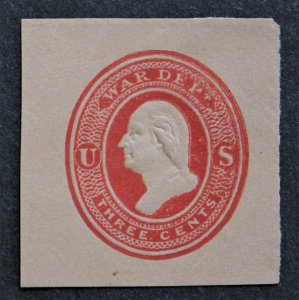 WAR DEPT.
U S
THREE CENTS